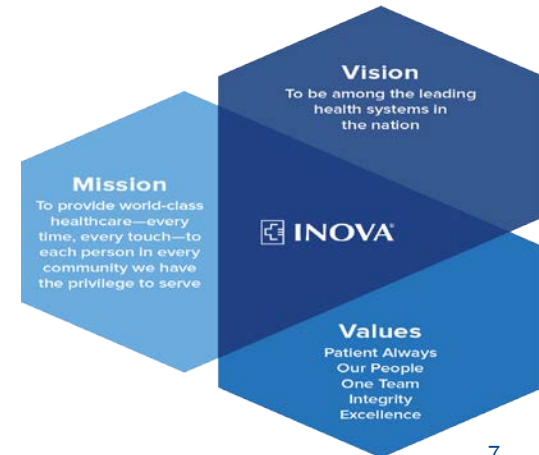 Vision
To be among the leading
health systems in
the nation
Mission
To provide world-class
healthcare—every
time, every touch—to
each person in every
community we have
the privilege to serve
INOVA®
Values
Patient Always
Our People
One Team
Integrity
Excellence
7